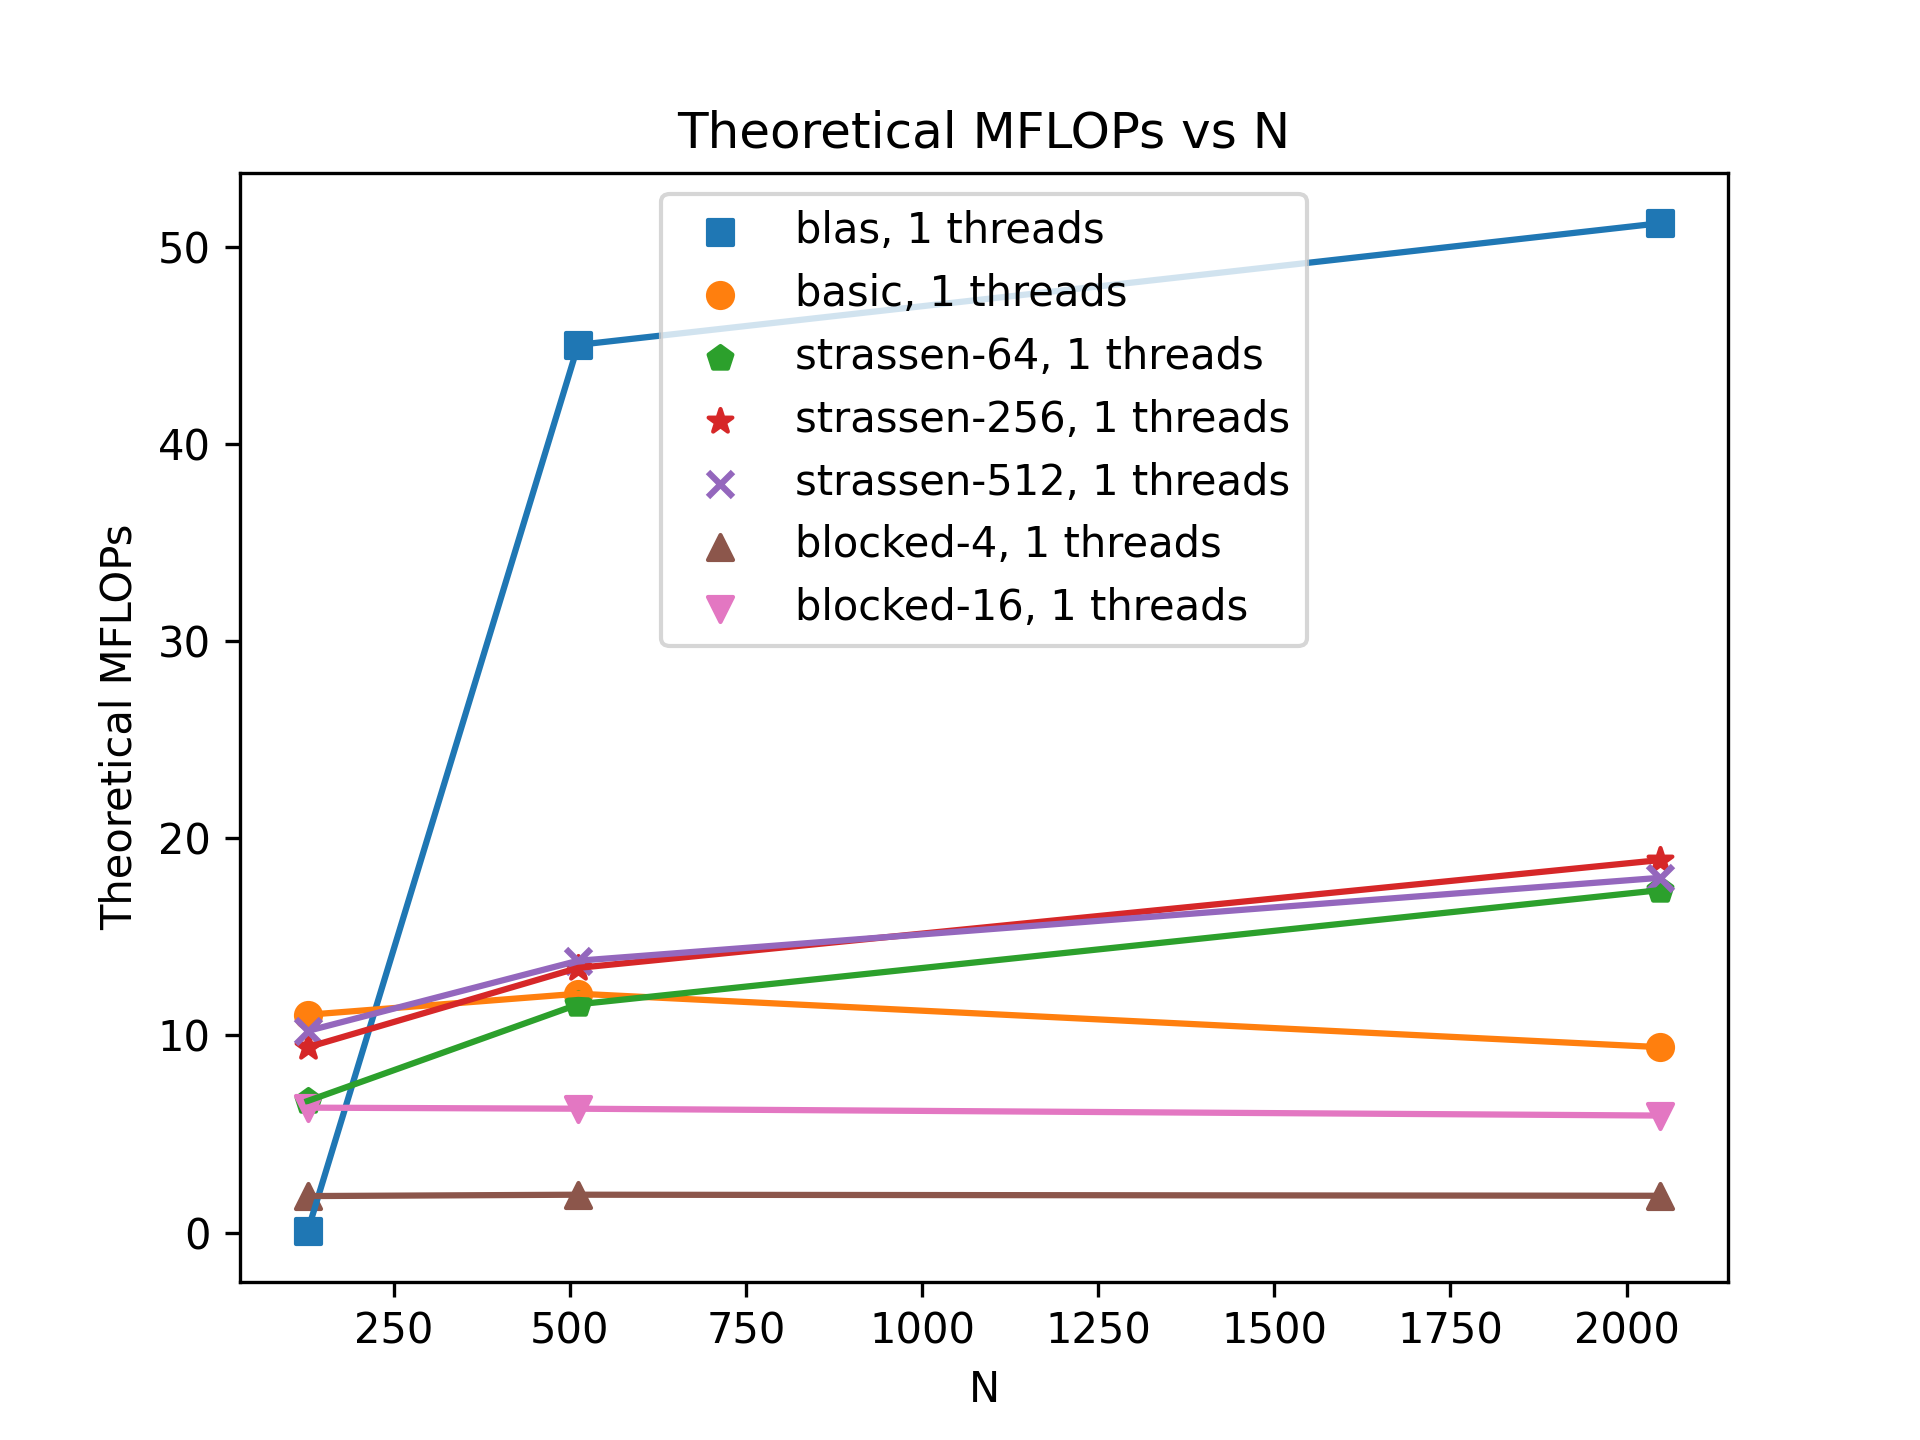 Theoretical MFLOPs vs N
blas, 1 threads
basic, 1 threads
strassen-64, 1 threads
strassen-256, 1 threads
strassen-512, 1 threads
blocked-4, 1 threads
blocked-16, 1 threads
Theoretical MFLOPs
50
40
30
20
10
0
250 500 750 1000 1250 1500 1750 2000
N